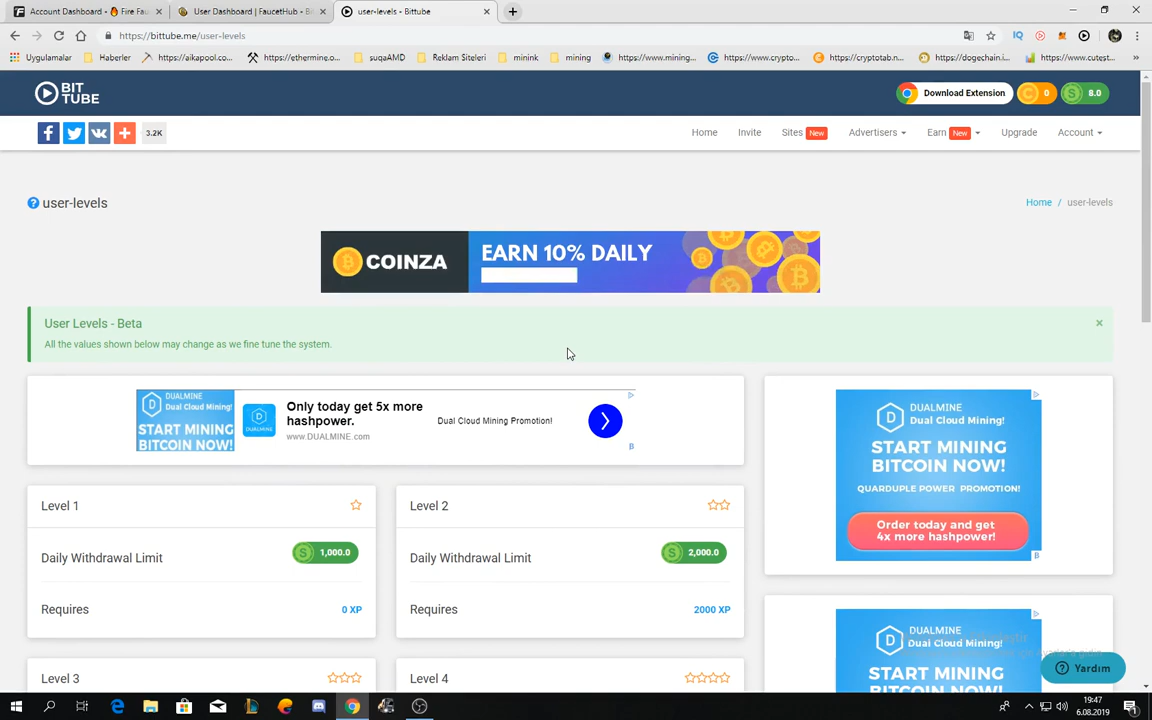 Account Dashboard - 🔥 Fire Fau
User Dashboard | FaucetHub - Bi
user-levels - Bittube
https://bittube.me/user-levels
Uygulamalar
Haberler
https://aikapool.co...
https://ethermine.o...
suqaAMD
Reklam Siteleri
minink
mining
https://www.mining...
https://www.crypto...
https://cryptotab.n...
https://dogechain.i...
https://www.cutest...
BIT
TUBE
Download Extension
0
8.0
3.2K
Home
Invite
Sites New
Advertisers
Earn New
Upgrade
Account
user-levels
Home / user-levels
COINZA
EARN 10% DAILY
User Levels - Beta
×
All the values shown below may change as we fine tune the system.
DUALMINE
Dual Cloud Mining!
START MINING
BITCOIN NOW!
DUALMINE
Only today get 5x more
hashpower.
www.DUALMINE.com
Dual Cloud Mining Promotion!
DUALMINE
Dual Cloud Mining!
START MINING
BITCOIN NOW!
QUARDUPLE POWER PROMOTION!
Order today and get
4x more hashpower!
Level 1
Daily Withdrawal Limit
S 1,000.0
Requires
0 XP
Level 2
Daily Withdrawal Limit
S 2,000.0
Requires
2000 XP
DUALMINE
Dual Cloud Mining!
START MINING
Level 3
Level 4
Yardım
19:47
6.08.2019